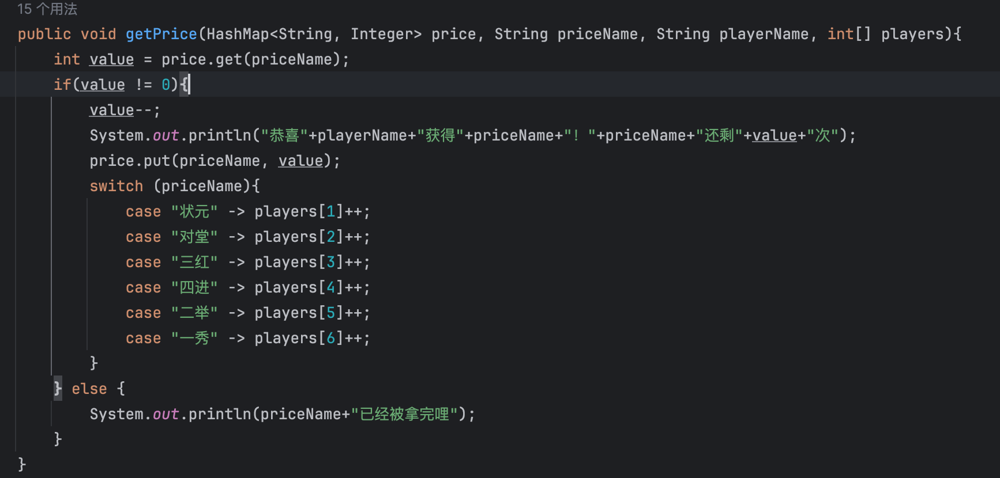 15 个用法
public void getPrice(HashMap<String, Integer> price, String priceName, String playerName, int[] players){
    int value = price.get(priceName);
    if(value != 0){
        value--;
        System.out.println("恭喜"+playerName+"获得"+priceName+"！"+priceName+"还剩"+value+"次");
        price.put(priceName, value);
        switch (priceName){
            case "状元" -> players[1]++;
            case "对堂" -> players[2]++;
            case "三红" -> players[3]++;
            case "四进" -> players[4]++;
            case "二举" -> players[5]++;
            case "一秀" -> players[6]++;
        }
    } else {
        System.out.println(priceName+"已经被拿完哩");
    }
}